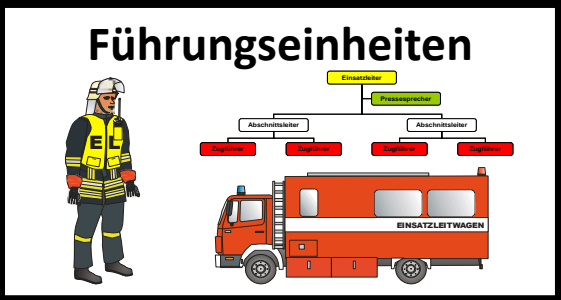 Führungseinheiten
Einsatzleiter
Pressesprecher
Abschnittsleiter Abschnittsleiter
Zugführer Zugführer Zugführer Zugführer
EL
EINSATZLEITWAGEN